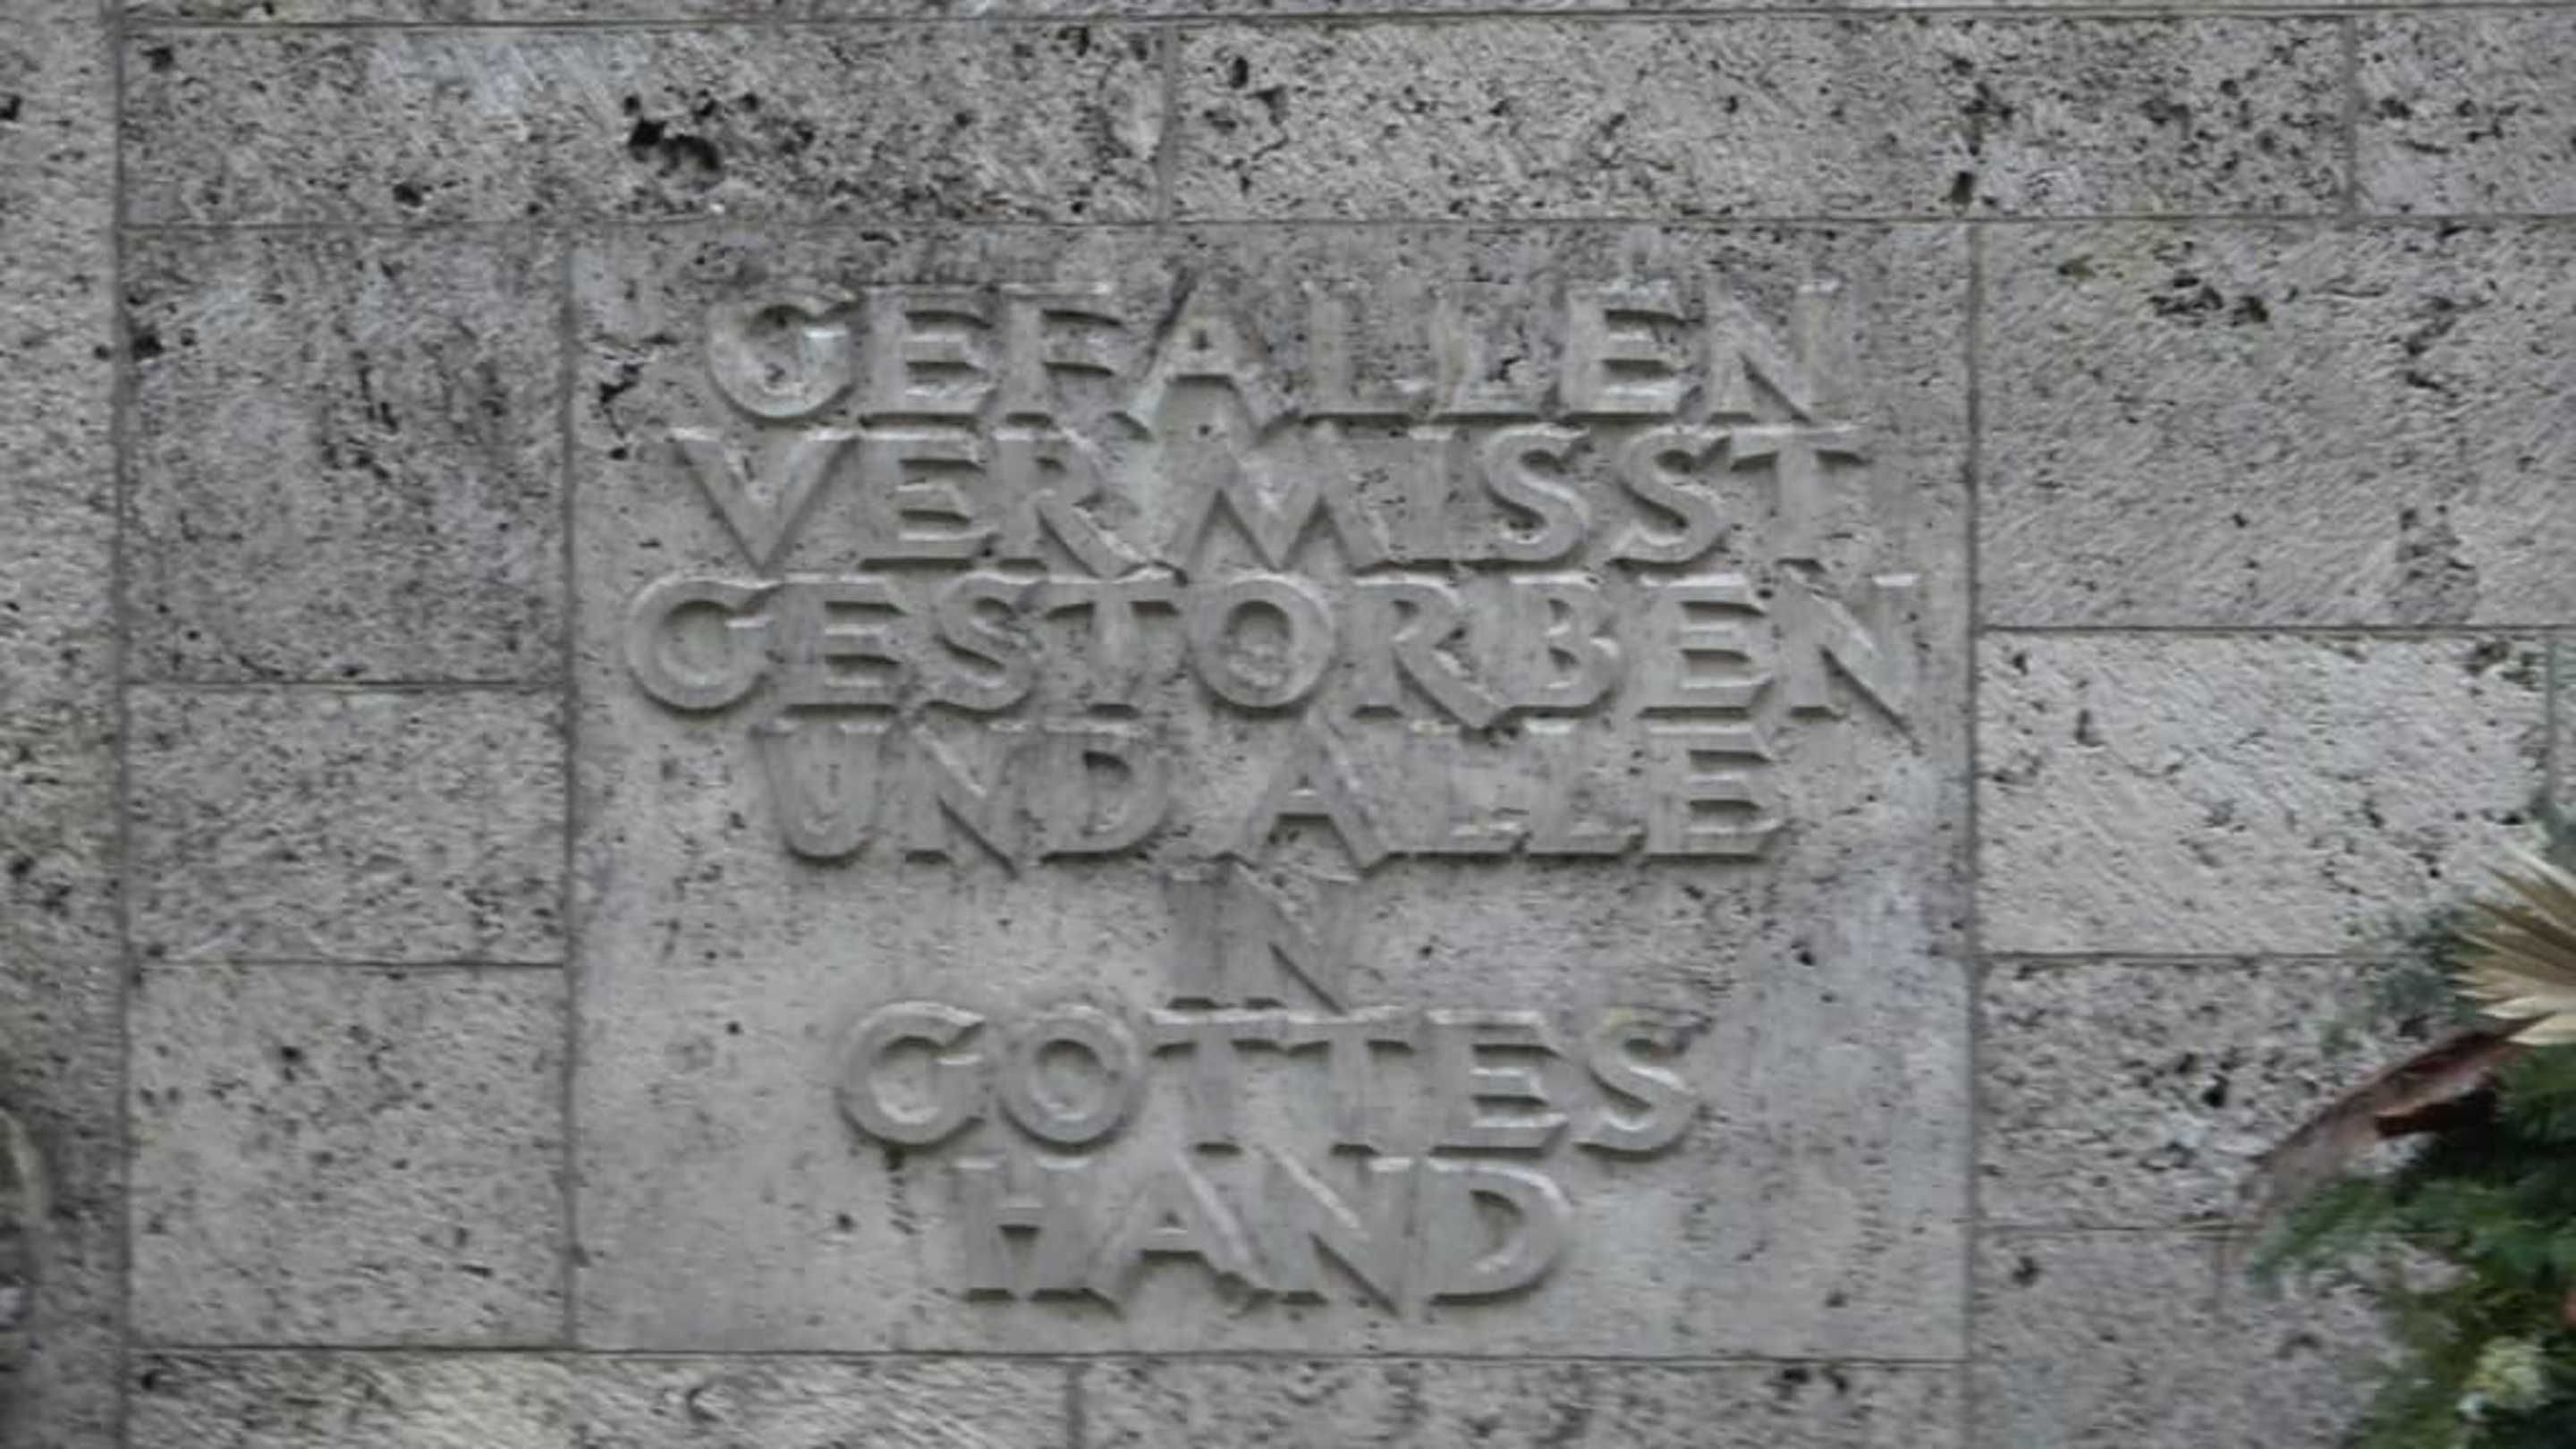 GEFALLEN
VERMISST
GESTORBEN
UND ALLE
IN
GOTTES
HAND